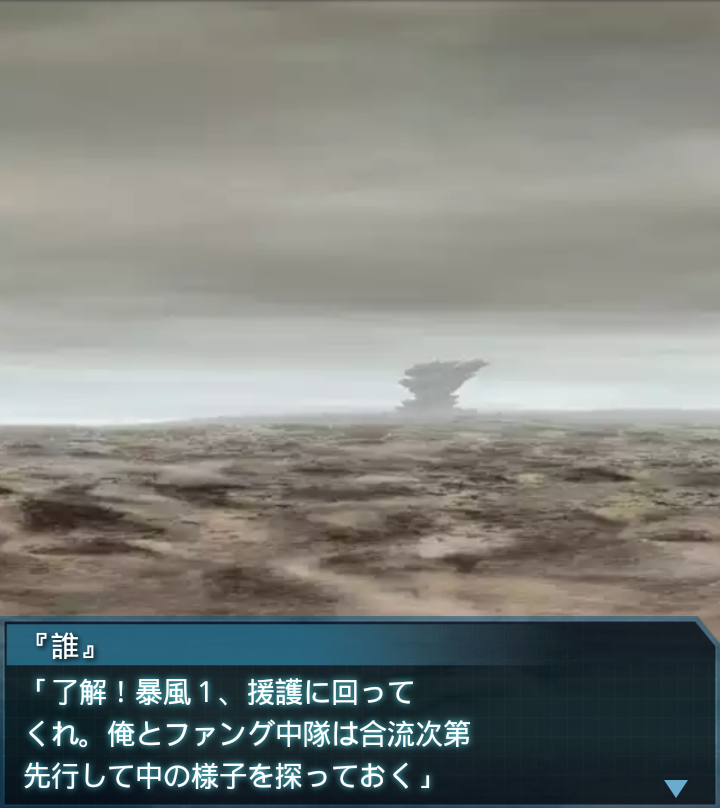 『誰』
「了解！暴風１、援護に回って
くれ。俺とファング中隊は合流次第
先行して中の様子を探っておく」